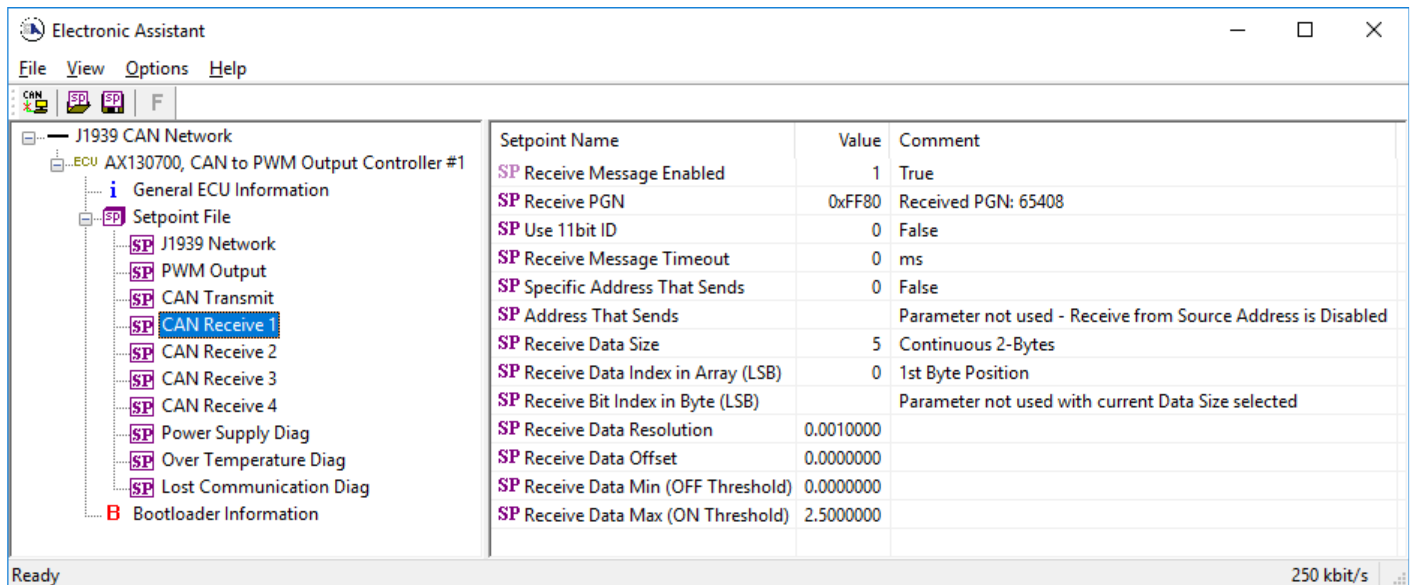 Electronic Assistant
File View Options Help
CAN SP SP F
J1939 CAN Network
ECU AX130700, CAN to PWM Output Controller #1
i General ECU Information
SP Setpoint File
SP J1939 Network
SP PWM Output
SP CAN Transmit
SP CAN Receive 1
SP CAN Receive 2
SP CAN Receive 3
SP CAN Receive 4
SP Power Supply Diag
SP Over Temperature Diag
SP Lost Communication Diag
B Bootloader Information
Setpoint Name Value Comment
SP Receive Message Enabled 1 True
SP Receive PGN 0xFF80 Received PGN: 65408
SP Use 11bit ID 0 False
SP Receive Message Timeout 0 ms
SP Specific Address That Sends 0 False
SP Address That Sends Parameter not used - Receive from Source Address is Disabled
SP Receive Data Size 5 Continuous 2-Bytes
SP Receive Data Index in Array (LSB) 0 1st Byte Position
SP Receive Bit Index in Byte (LSB) Parameter not used with current Data Size selected
SP Receive Data Resolution 0.0010000
SP Receive Data Offset 0.0000000
SP Receive Data Min (OFF Threshold) 0.0000000
SP Receive Data Max (ON Threshold) 2.5000000
Ready 250 kbit/s